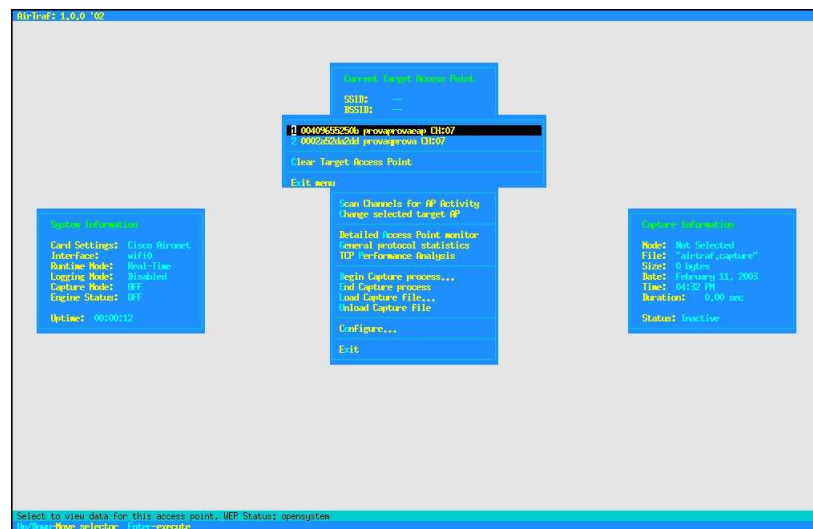 AirTraf: 1.0.0 '02
Current Target Access Point
SSID: --
BSSID: --
1 00409655250b provaprovaeap CH:07
2 0002a52da2dd provaprova CH:07
Clear Target Access Point
Exit menu
Scan Channels for AP Activity
Change selected target AP
Detailed Access Point monitor
General protocol statistics
TCP Performance Analysis
Begin Capture process...
End Capture process
Load Capture file...
Unload Capture file
Configure...
Exit
System Information
Card Settings: Cisco Aironet
Interface: wifi0
Runtime Mode: Real-Time
Logging Mode: Disabled
Capture Mode: OFF
Engine Status: OFF
Uptime: 00:00:12
Capture Information
Mode: Not Selected
File: "airtraf.capture"
Size: 0 bytes
Date: February 11, 2003
Time: 04:32 PM
Duration: 0.00 sec
Status: Inactive
Select to view data for this access point, WEP Status: opensystem
Up/Down-Move selector Enter-execute